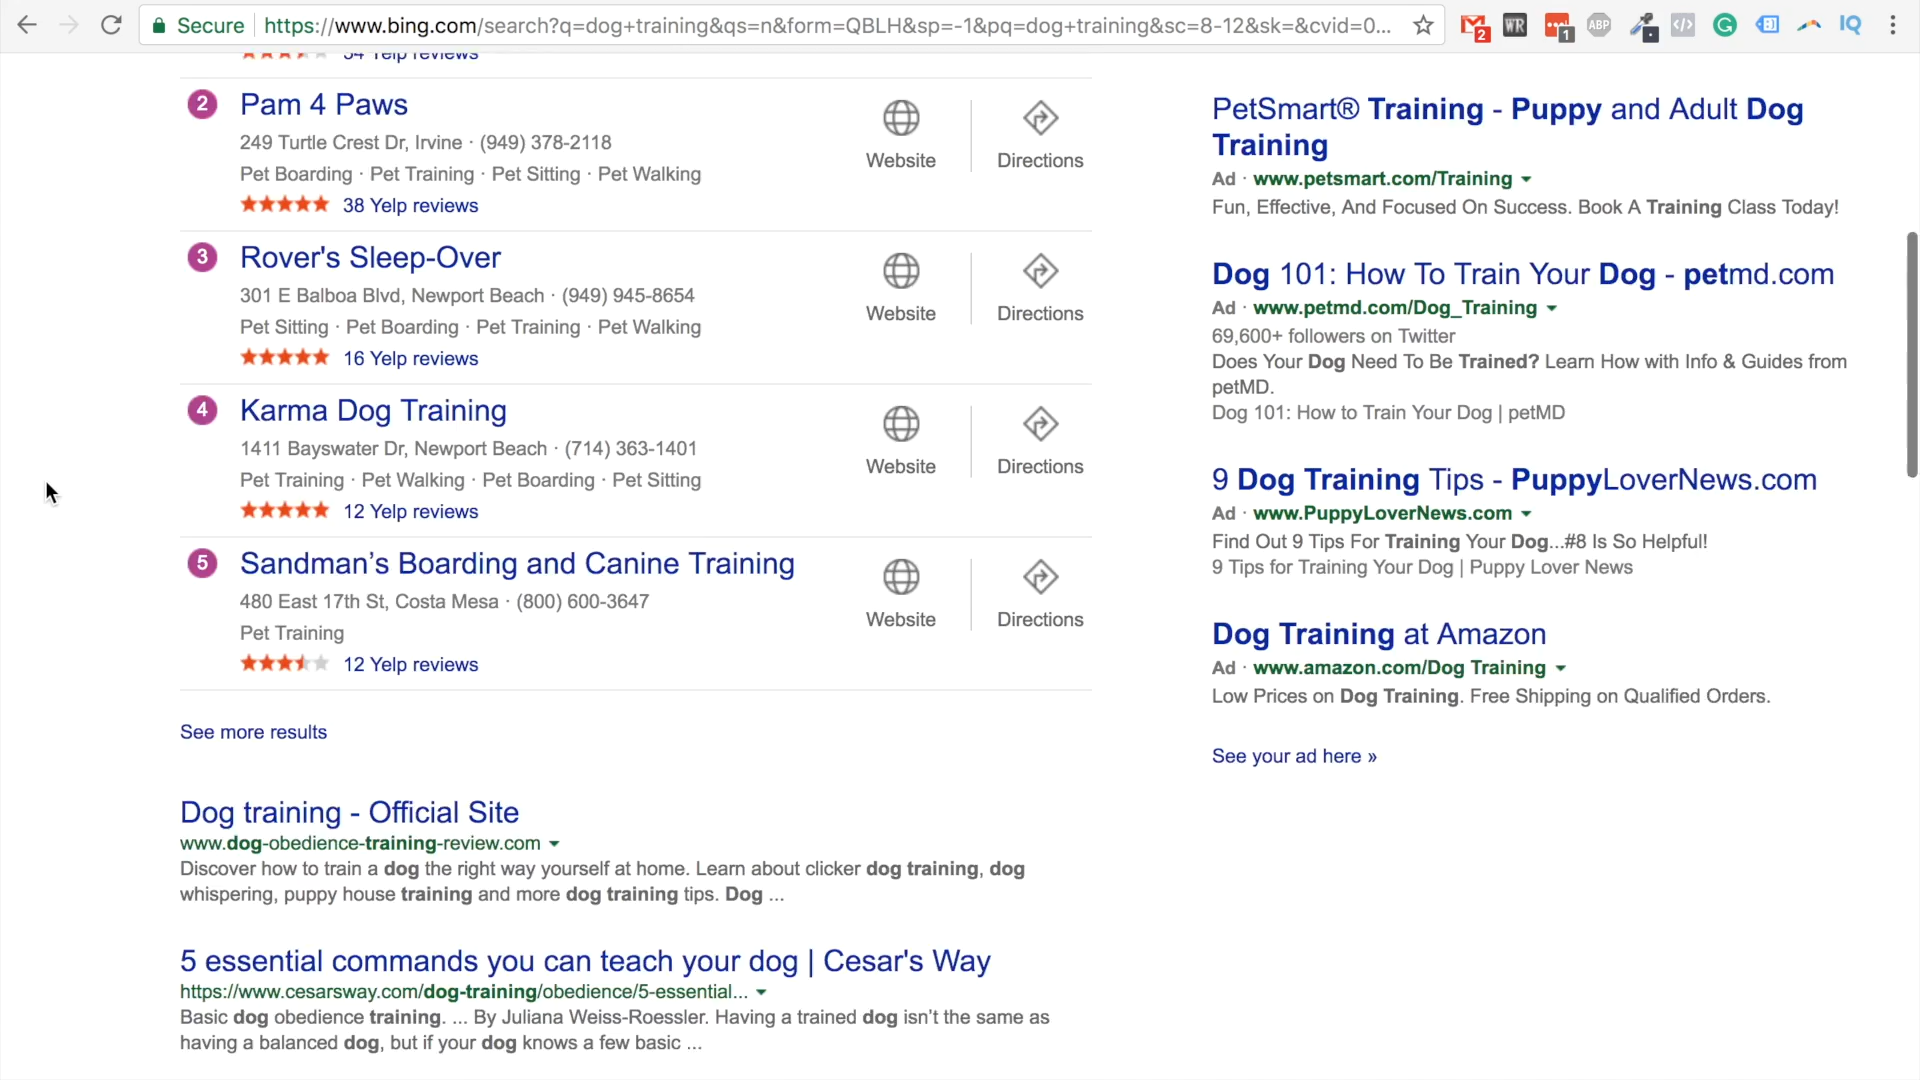 Secure https://www.bing.com/search?q=dog+training&qs=n&form=QBLH&sp=-1&pq=dog+training&sc=8-12&sk=&cvid=0...
2 WR 1 ABP </> G IQ
54 Yelp reviews
2 Pam 4 Paws
249 Turtle Crest Dr, Irvine · (949) 378-2118
Pet Boarding · Pet Training · Pet Sitting · Pet Walking
38 Yelp reviews
Website Directions
3 Rover's Sleep-Over
301 E Balboa Blvd, Newport Beach · (949) 945-8654
Pet Sitting · Pet Boarding · Pet Training · Pet Walking
16 Yelp reviews
Website Directions
4 Karma Dog Training
1411 Bayswater Dr, Newport Beach · (714) 363-1401
Pet Training · Pet Walking · Pet Boarding · Pet Sitting
12 Yelp reviews
Website Directions
5 Sandman’s Boarding and Canine Training
480 East 17th St, Costa Mesa · (800) 600-3647
Pet Training
12 Yelp reviews
Website Directions
See more results
Dog training - Official Site
www.dog-obedience-training-review.com
Discover how to train a dog the right way yourself at home. Learn about clicker dog training, dog
whispering, puppy house training and more dog training tips. Dog ...
5 essential commands you can teach your dog | Cesar's Way
https://www.cesarsway.com/dog-training/obedience/5-essential...
Basic dog obedience training. ... By Juliana Weiss-Roessler. Having a trained dog isn’t the same as
having a balanced dog, but if your dog knows a few basic ...
PetSmart® Training - Puppy and Adult Dog
Training
Ad · www.petsmart.com/Training
Fun, Effective, And Focused On Success. Book A Training Class Today!
Dog 101: How To Train Your Dog - petmd.com
Ad · www.petmd.com/Dog_Training
69,600+ followers on Twitter
Does Your Dog Need To Be Trained? Learn How with Info & Guides from
petMD.
Dog 101: How to Train Your Dog | petMD
9 Dog Training Tips - PuppyLoverNews.com
Ad · www.PuppyLoverNews.com
Find Out 9 Tips For Training Your Dog...#8 Is So Helpful!
9 Tips for Training Your Dog | Puppy Lover News
Dog Training at Amazon
Ad · www.amazon.com/Dog Training
Low Prices on Dog Training. Free Shipping on Qualified Orders.
See your ad here »